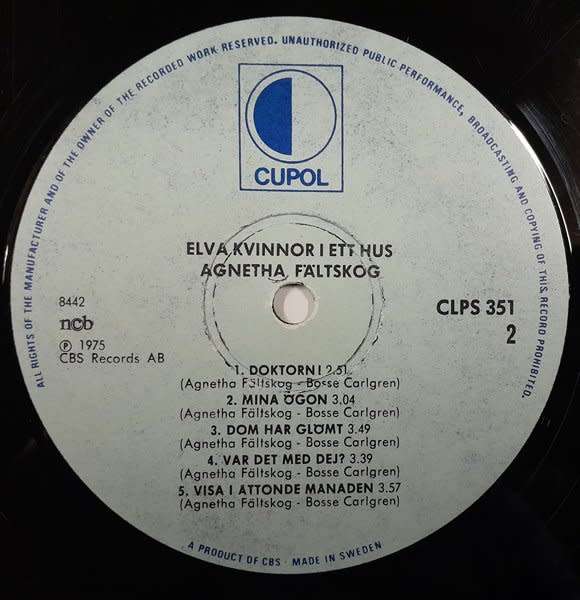 ALL RIGHTS OF THE MANUFACTURER AND OF THE OWNER OF THE RECORDED WORK RESERVED. UNAUTHORIZED PUBLIC PERFORMANCE, BROADCASTING AND COPYING OF THIS RECORD PROHIBITED.
CUPOL
ELVA KVINNOR I ETT HUS
AGNETHA FÄLTSKOG
8442
ncb
Ⓟ 1975
CBS Records AB
CLPS 351
2
1. DOKTORN! 2.51
(Agnetha Fältskog - Bosse Carlgren)
2. MINA ÖGON 3.04
(Agnetha Fältskog - Bosse Carlgren)
3. DOM HAR GLÖMT 3.49
(Agnetha Fältskog - Bosse Carlgren)
4. VAR DET MED DEJ? 3.39
(Agnetha Fältskog - Bosse Carlgren)
5. VISA I ATTONDE MANADEN 3.57
(Agnetha Fältskog - Bosse Carlgren)
A PRODUCT OF CBS · MADE IN SWEDEN